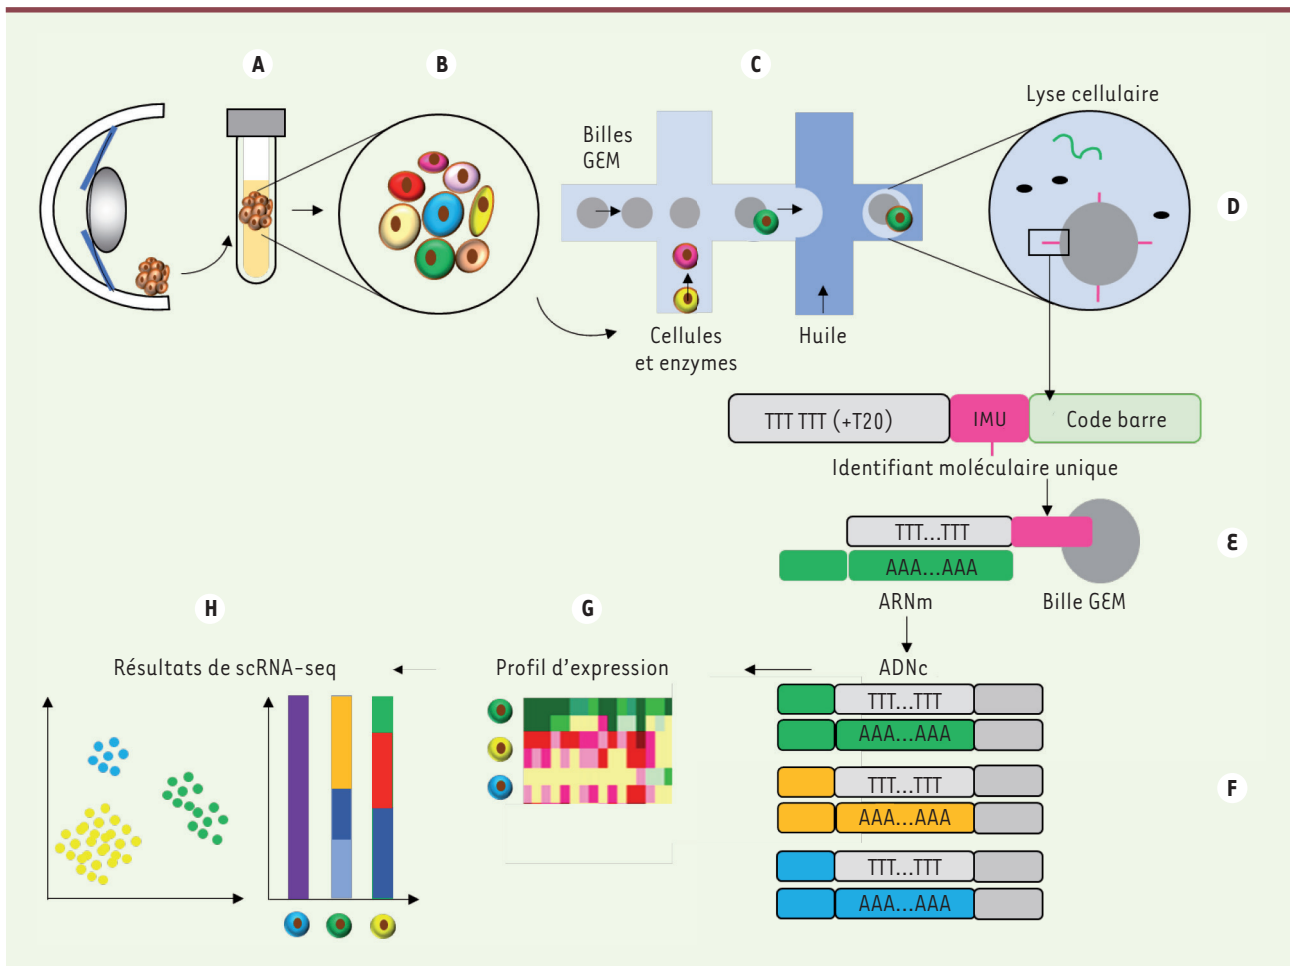 A
B
C
Lyse cellulaire
Billes
GEM
D
Cellules
et enzymes
Huile
TTT TTT (+T20)
IMU
Code barre
Identifiant moléculaire unique
TTT...TTT
E
AAA...AAA
ARNm
Bille GEM
H
G
Résultats de scRNA-seq
Profil d'expression
ADNc
TTT...TTT
AAA...AAA
TTT...TTT
F
AAA...AAA
TTT...TTT
AAA...AAA